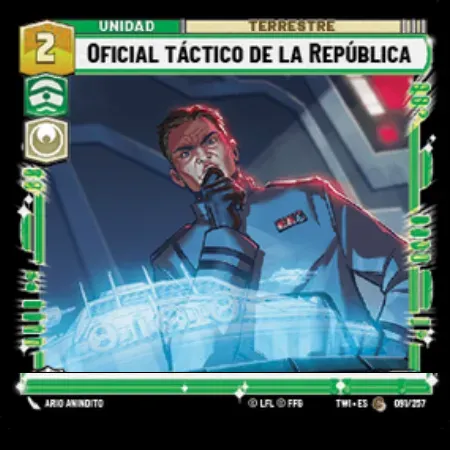 UNIDAD
TERRESTRE
2
OFICIAL TÁCTICO DE LA REPÚBLICA
ARIO ANINDITO
© LFL © FFG
TWI • ES
091/257